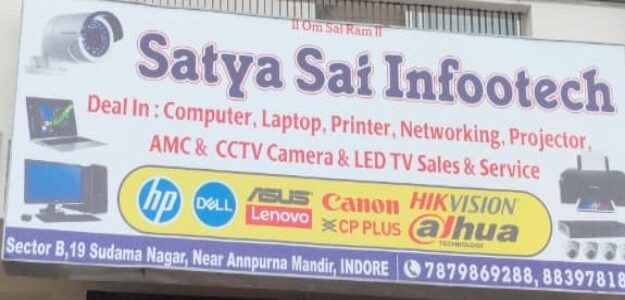 II Om Sai Ram II
Satya Sai Infootech
Deal In : Computer, Laptop, Printer, Networking, Projector,
AMC & CCTV Camera & LED TV Sales & Service
hp DELL ASUS Lenovo Canon CP PLUS HIKVISION alhua TECHNOLOGY
Sector B,19 Sudama Nagar, Near Annpurna Mandir, INDORE 7879869288, 88397818